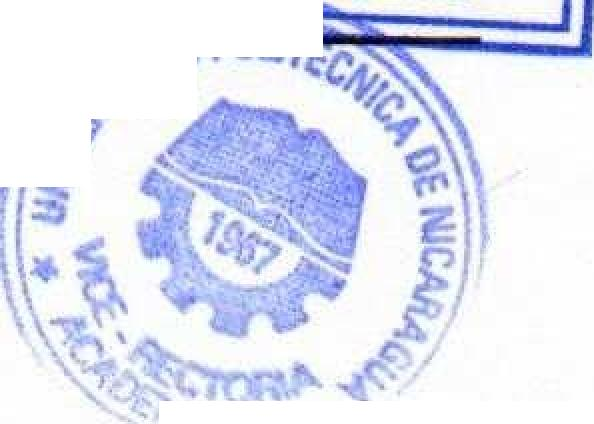 TECNICA DE NICARAGUA
1967
VICE - RECTORIA
ACADE